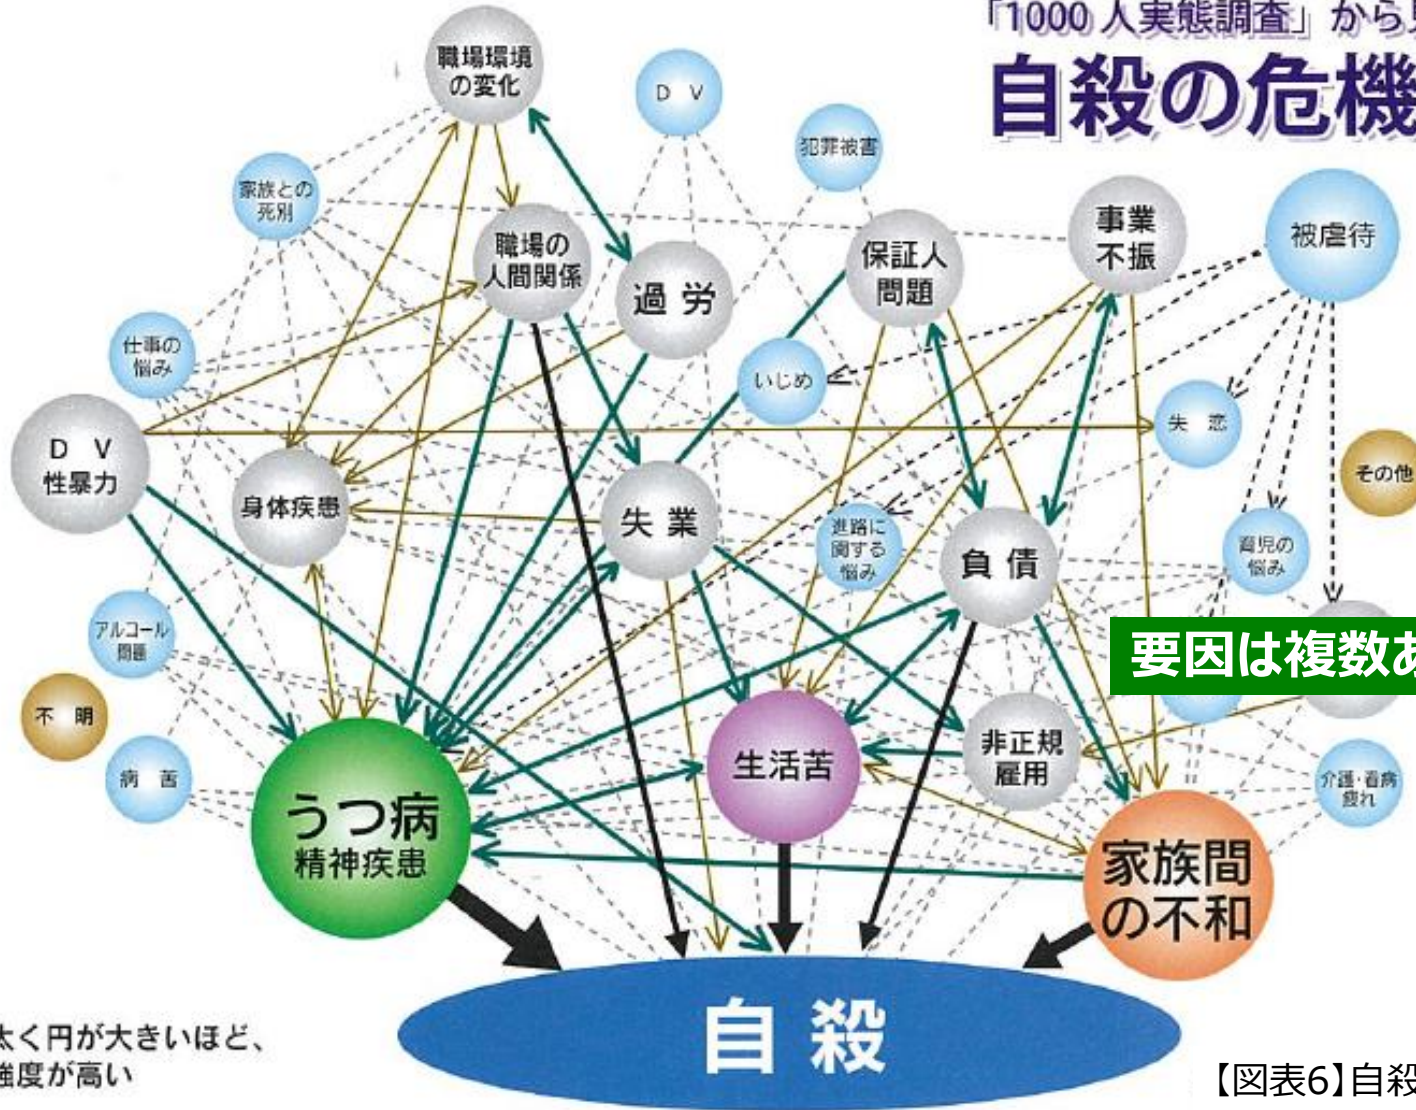 「1000 人実態調査」から
自殺の危機
職場環境
の変化
D V
犯罪被害
家族との
死別
職場の
人間関係
過 労
保証人
問題
事業
不振
被虐待
仕事の
悩み
いじめ
失 恋
D V
性暴力
身体疾患
失 業
進路に
関する
悩み
負 債
育児の
悩み
その他
アルコール
問題
要因は複数あ
不 明
病 苦
うつ病
精神疾患
生活苦
非正規
雇用
介護・看病
疲れ
家族間
の不和
自 殺
太く円が大きいほど、
強度が高い
【図表6】自殺